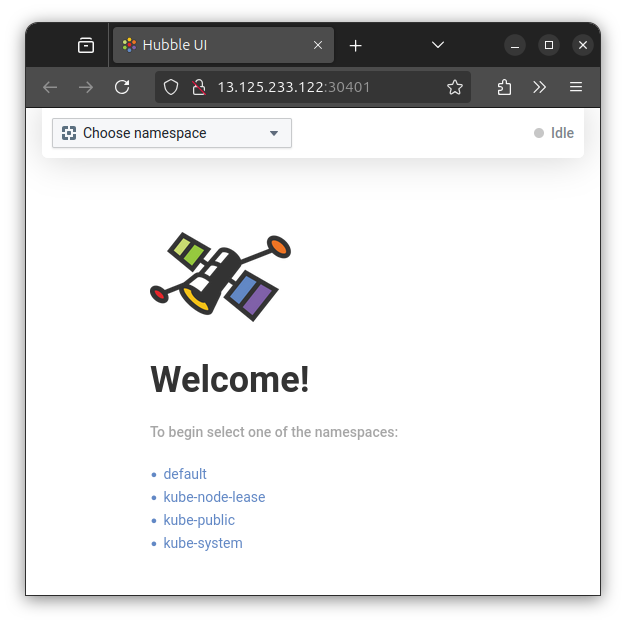 Hubble UI
13.125.233.122:30401
Choose namespace
Idle
Welcome!
To begin select one of the namespaces:
• default
• kube-node-lease
• kube-public
• kube-system